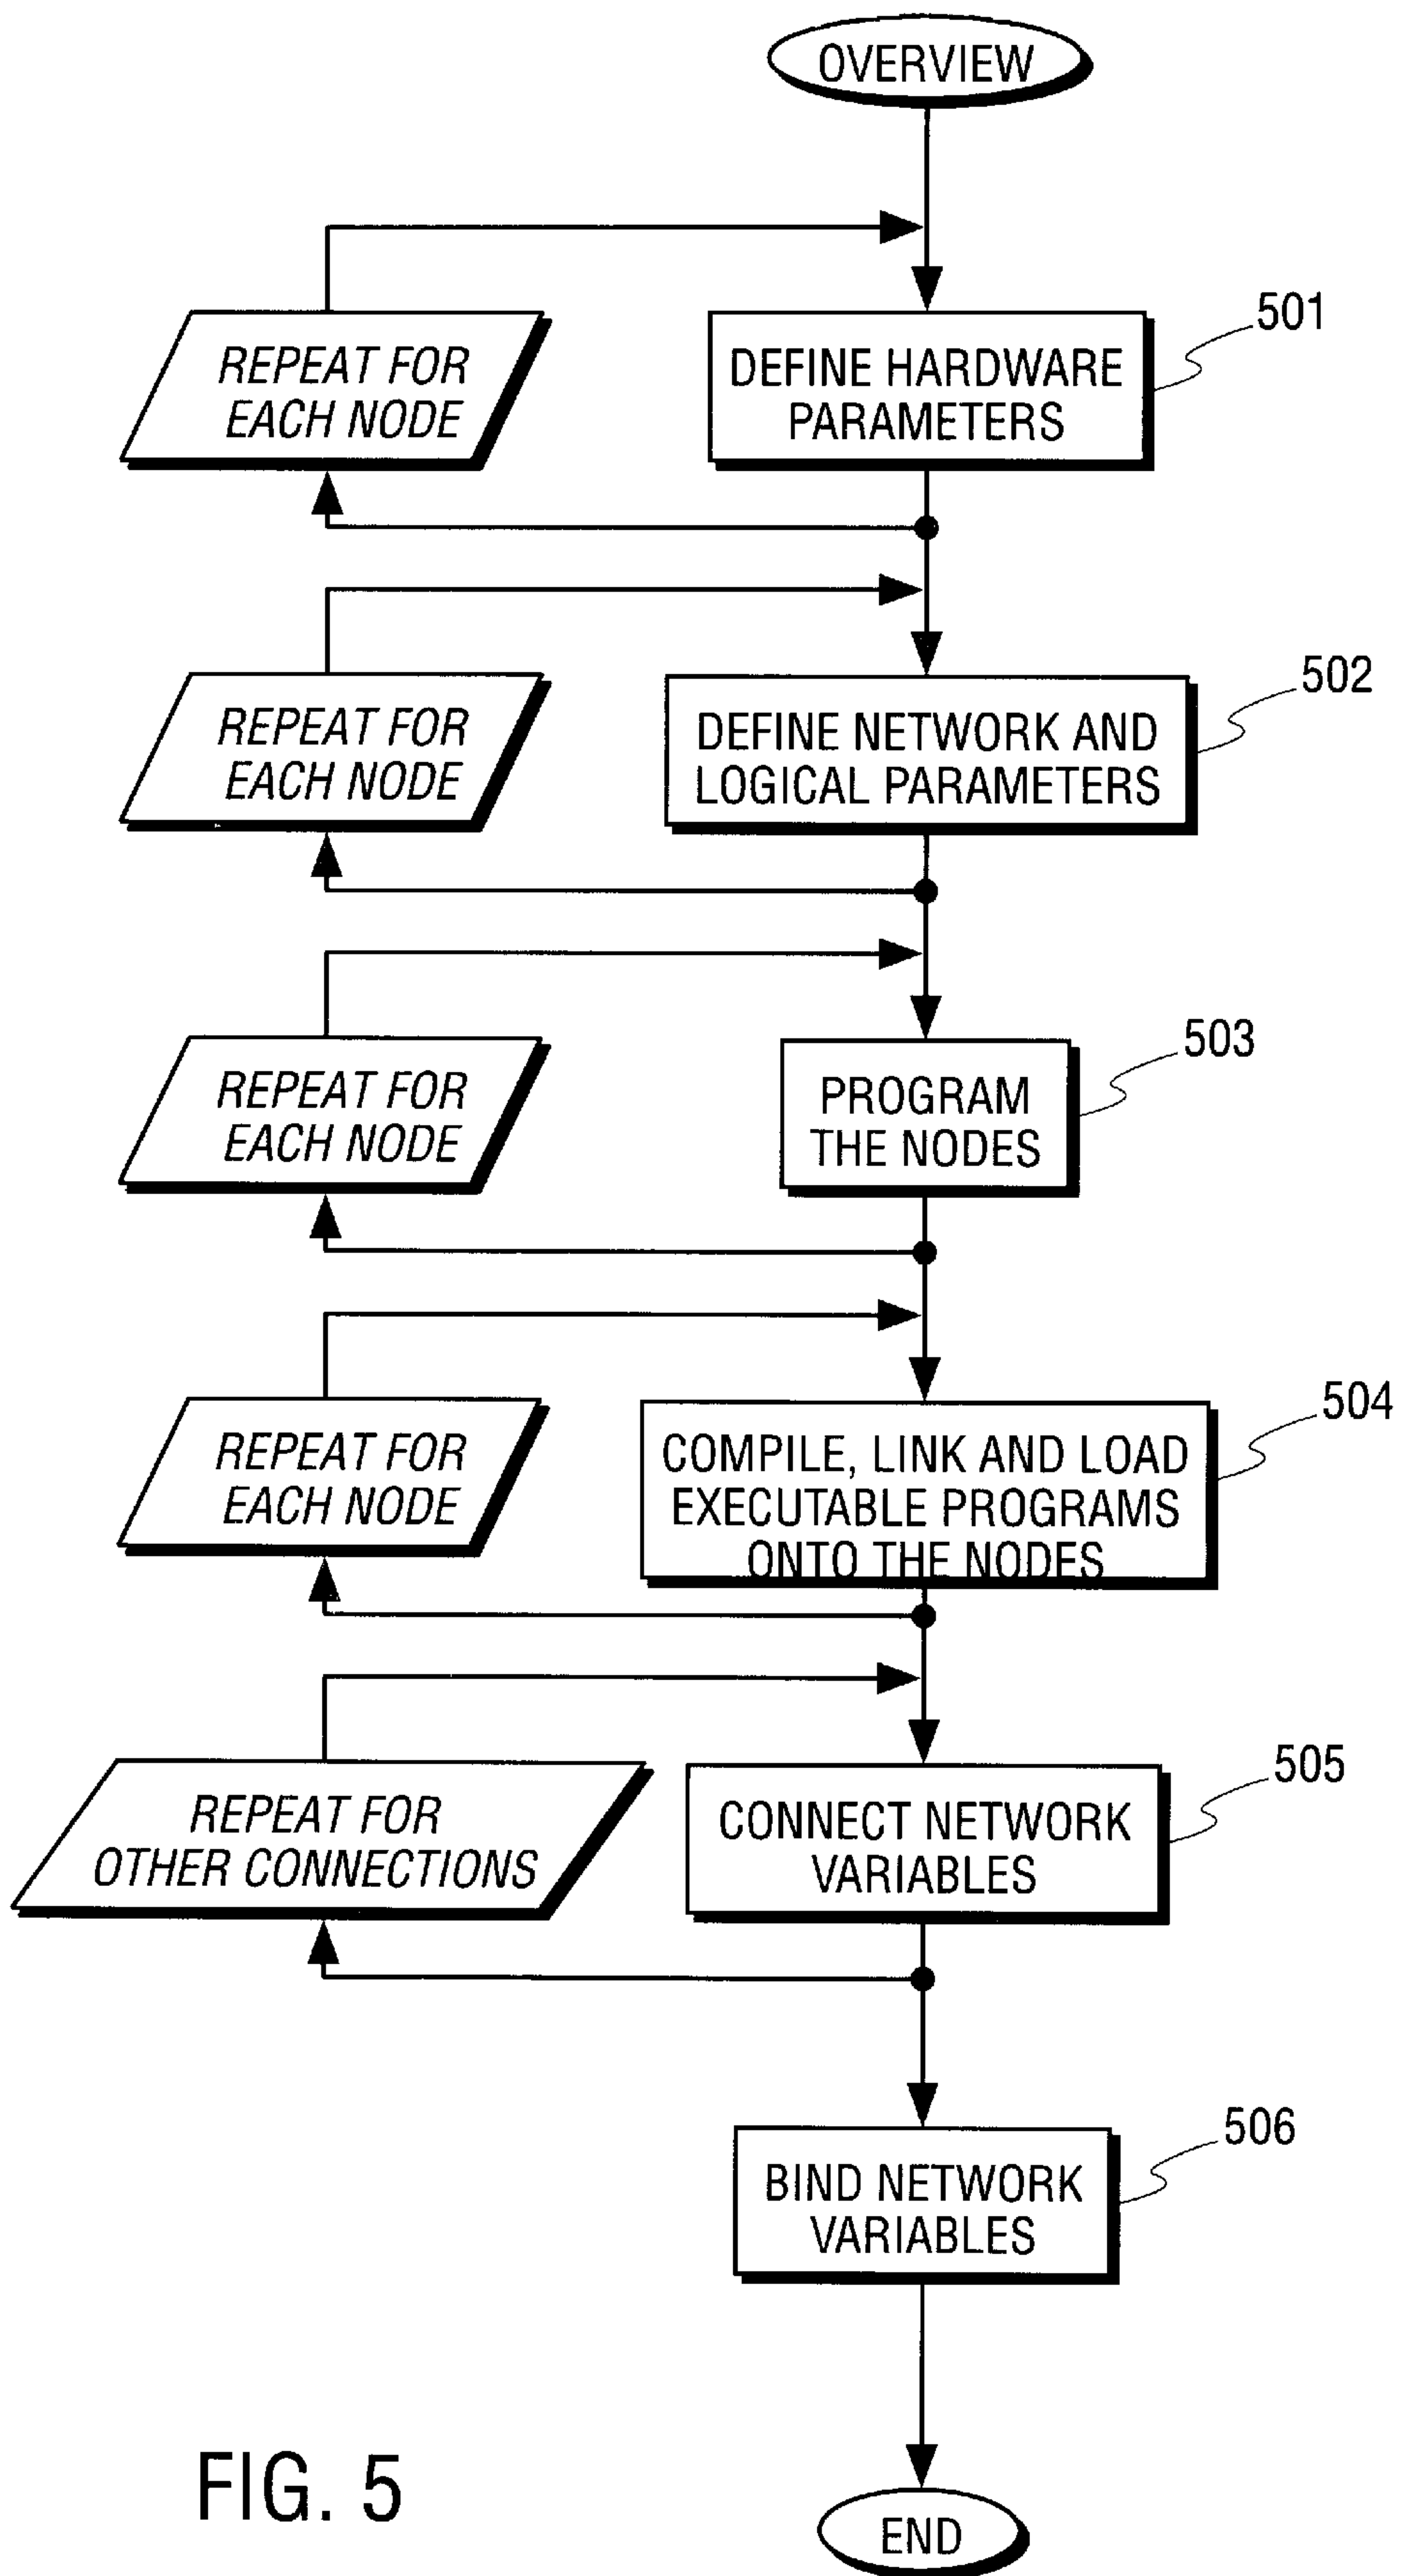 OVERVIEW
501
REPEAT FOR
EACH NODE
DEFINE HARDWARE
PARAMETERS
502
REPEAT FOR
EACH NODE
DEFINE NETWORK AND
LOGICAL PARAMETERS
503
REPEAT FOR
EACH NODE
PROGRAM
THE NODES
504
REPEAT FOR
EACH NODE
COMPILE, LINK AND LOAD
EXECUTABLE PROGRAMS
ONTO THE NODES
505
REPEAT FOR
OTHER CONNECTIONS
CONNECT NETWORK
VARIABLES
506
BIND NETWORK
VARIABLES
FIG. 5
END